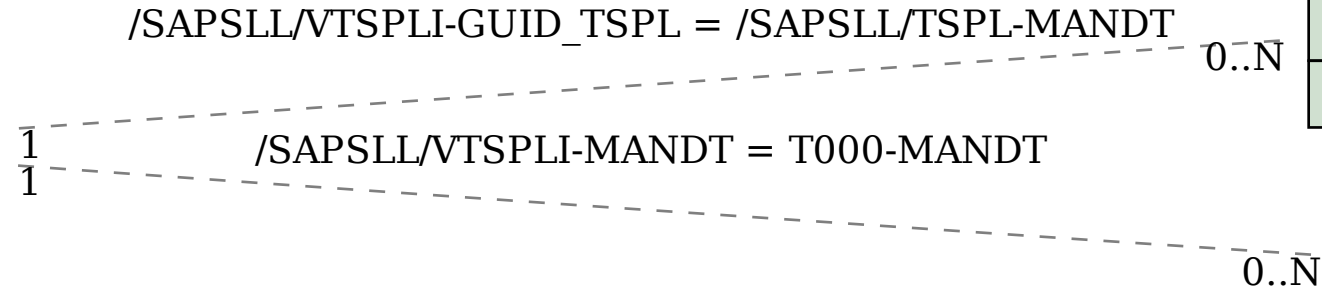 /SAPSLL/VTSPLI-GUID_TSPL = /SAPSLL/TSPL-MANDT
0..N
1
/SAPSLL/VTSPLI-MANDT = T000-MANDT
1
0..N